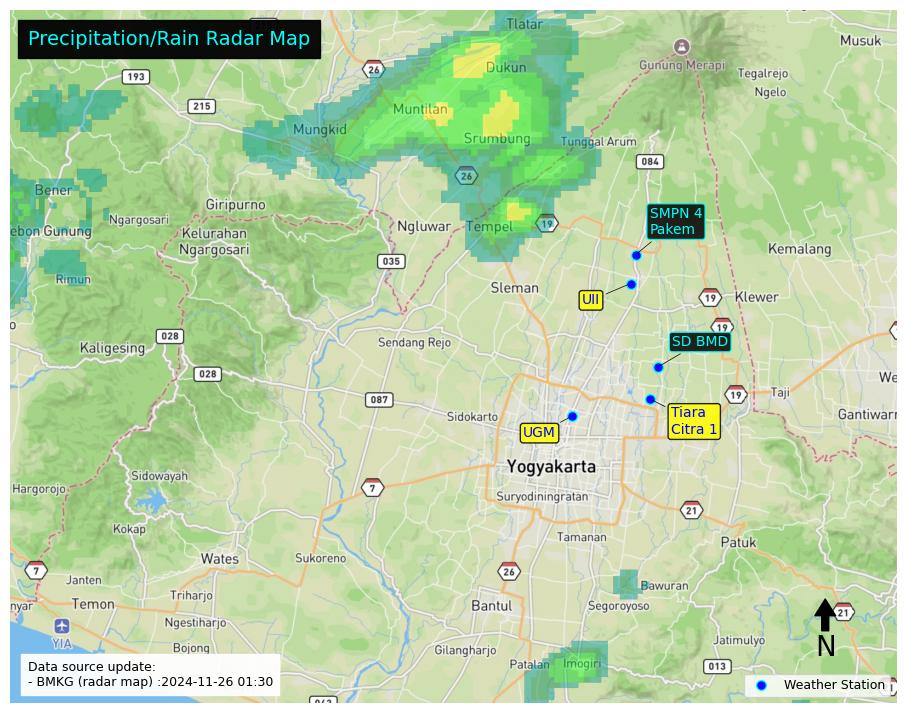 Precipitation/Rain Radar Map
Tlatar
Musuk
26
Gunung Merapi
Dukun
193
Tegalrejo
Ngelo
215
Muntilan
Mungkid
Srumbung
Tunggal Arum
084
26
Bener
Giripurno
Ngargosari
SMPN 4
Pakem
Ngluwar
Tempel
19
ebon Gunung
Kelurahan
Ngargosari
Kemalang
035
Rimun
Sleman
UII
19
Klewer
o
19
028
Sendang Rejo
SD BMD
Kaligesing
028
We
087
19
Taji
Sidokarto
Tiara
Citra 1
Gantiwarn
UGM
Yogyakarta
Sidowayah
Hargorojo
7
Suryodiningratan
21
Kokap
Tamanan
Patuk
Wates
Sukoreno
7
26
Janten
Bawuran
nyar
Temon
Triharjo
Bantul
Segoroyoso
21
Ngestiharjo
YIA
N
Jatimulyo
Bojong
Gilangharjo
Patalan
Imogiri
013
Data source update:
- BMKG (radar map) :2024-11-26 01:30
Weather Station